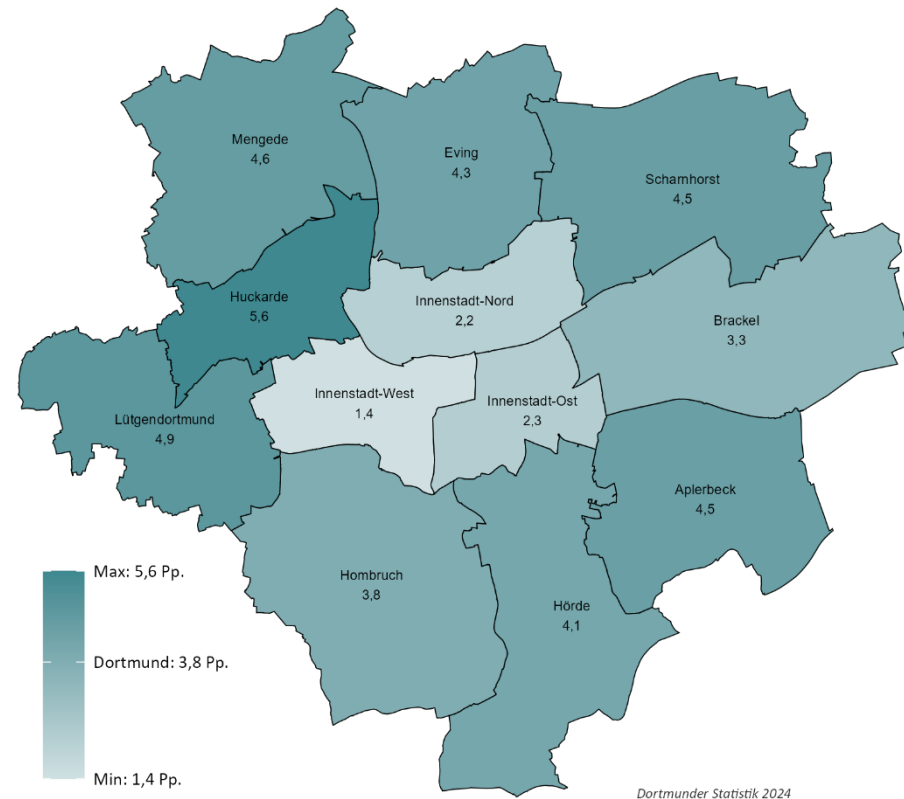 Mengede
4,6
Eving
4,3
Scharnhorst
4,5
Huckarde
5,6
Innenstadt-Nord
2,2
Brackel
3,3
Innenstadt-West
1,4
Innenstadt-Ost
2,3
Lütgendortmund
4,9
Aplerbeck
4,5
Hombruch
3,8
Hörde
4,1
Max: 5,6 Pp.
Dortmund: 3,8 Pp.
Min: 1,4 Pp.
Dortmunder Statistik 2024